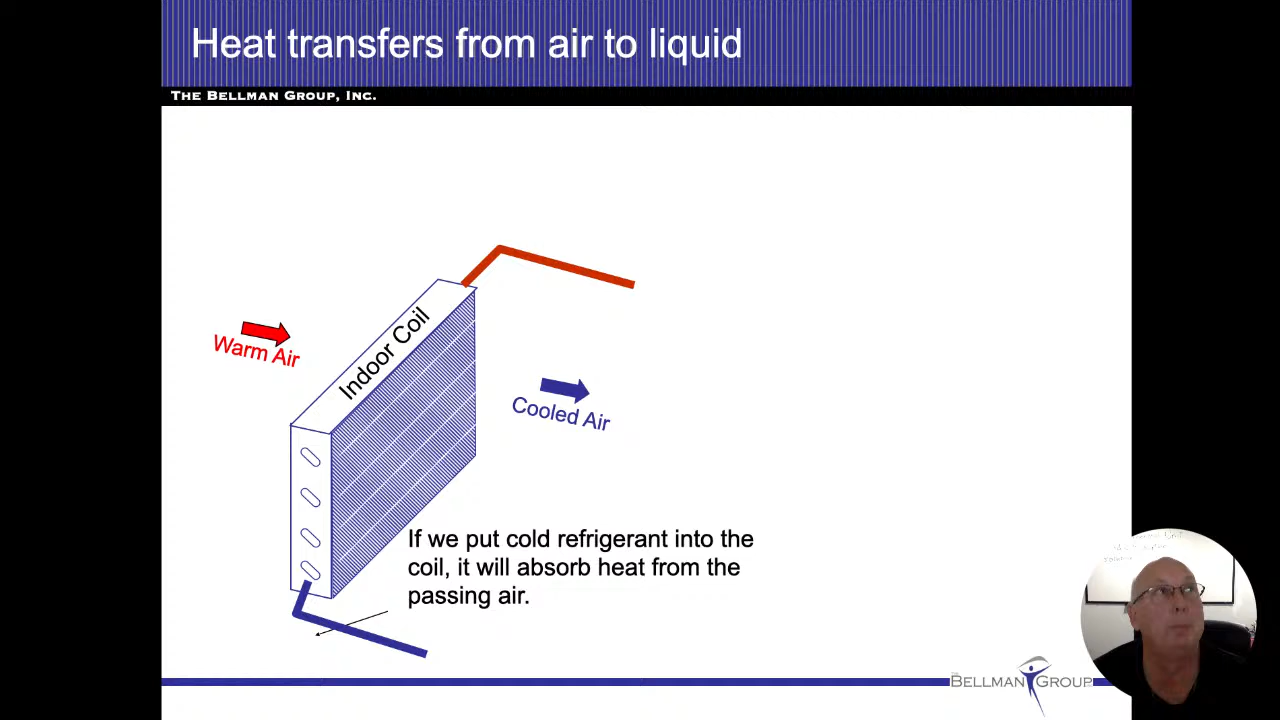 Heat transfers from air to liquid
THE BELLMAN GROUP, INC.
Warm Air
Indoor Coil
Cooled Air
If we put cold refrigerant into the
coil, it will absorb heat from the
passing air.
THE BELLMAN GROUP